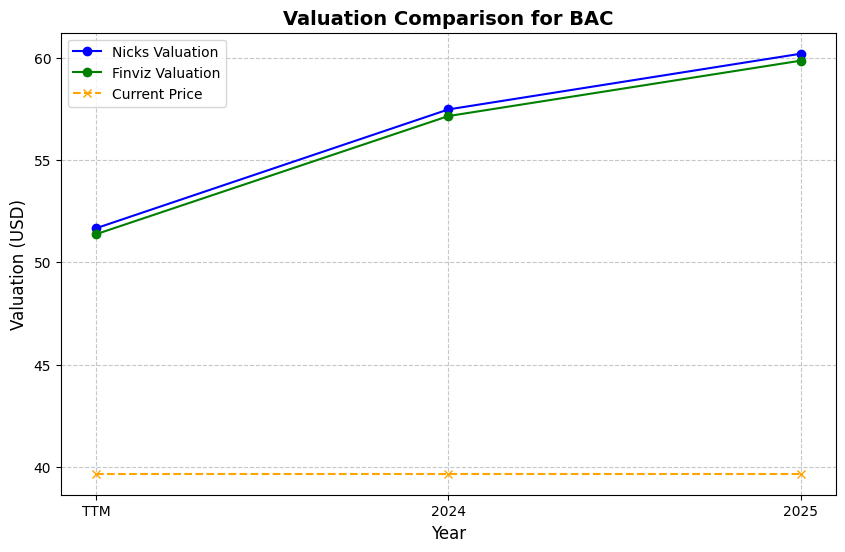 Valuation Comparison for BAC
Nicks Valuation
Finviz Valuation
Current Price
Valuation (USD)
60
55
50
45
40
TTM
2024
2025
Year